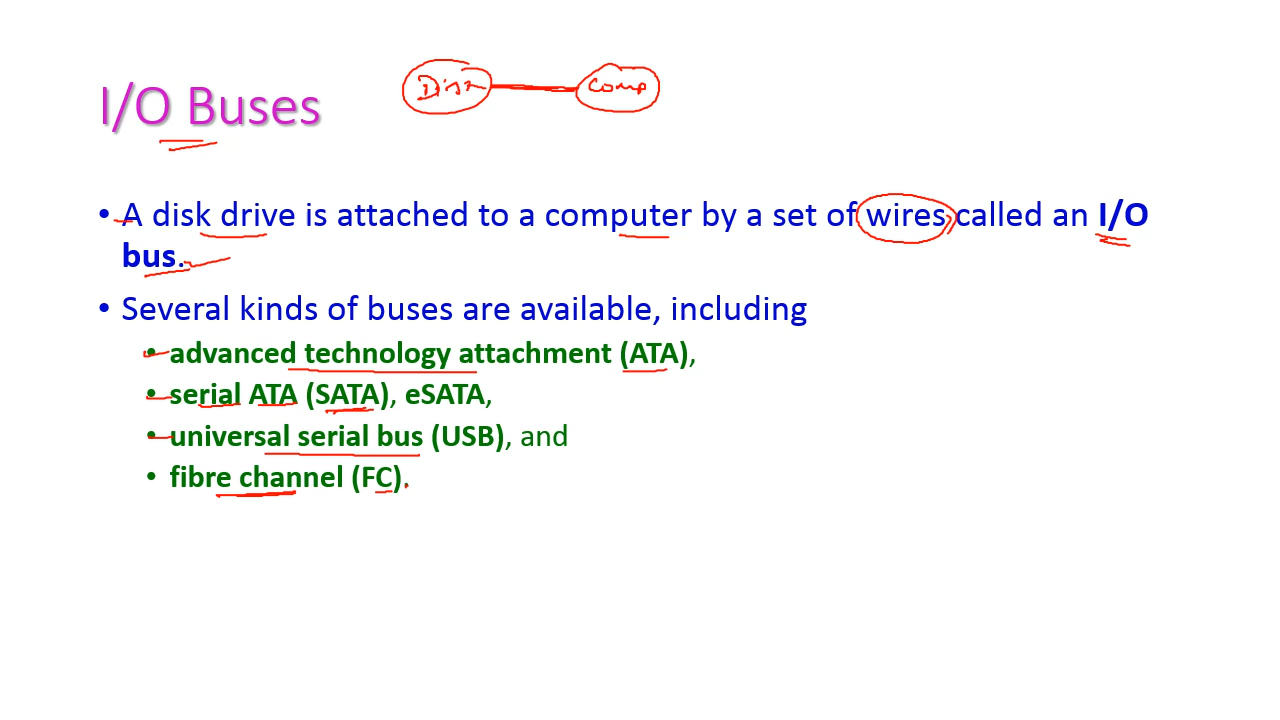 Disk Comp
I/O Buses
• A disk drive is attached to a computer by a set of wires called an I/O
bus.
• Several kinds of buses are available, including
• advanced technology attachment (ATA),
• serial ATA (SATA), eSATA,
• universal serial bus (USB), and
• fibre channel (FC).